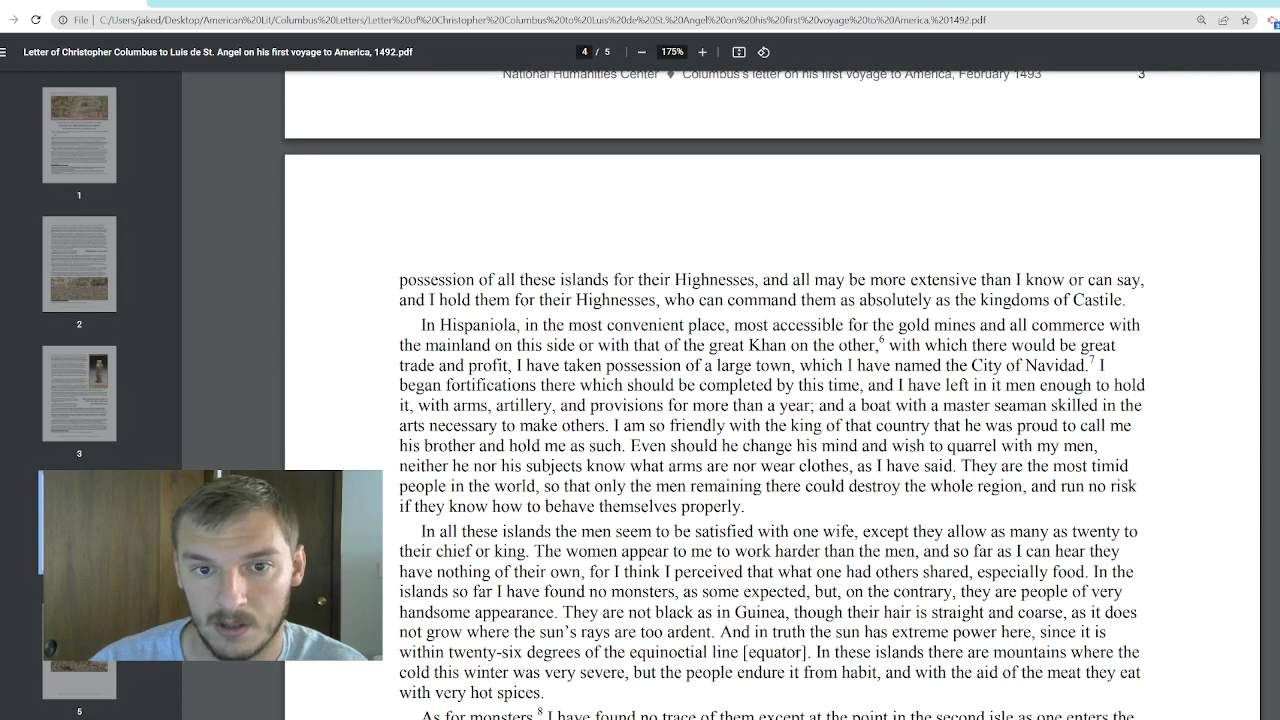 File
C:/Users/jaked/Desktop/American%20Lit/Columbus%20Letters/Letter%20of%20Christopher%20Columbus%20to%20Luis%20de%20St.%20Angel%20on%20his%20first%20voyage%20to%20America,%201492.pdf
Letter of Christopher Columbus to Luis de St. Angel on his first voyage to America, 1492.pdf
4 / 5
175%
National Humanities Center ♦ Columbus's letter on his first voyage to America, February 1493
3
1
2
3
5
possession of all these islands for their Highnesses, and all may be more extensive than I know or can say,
and I hold them for their Highnesses, who can command them as absolutely as the kingdoms of Castile.
In Hispaniola, in the most convenient place, most accessible for the gold mines and all commerce with
the mainland on this side or with that of the great Khan on the other,6 with which there would be great
trade and profit, I have taken possession of a large town, which I have named the City of Navidad.7 I
began fortifications there which should be completed by this time, and I have left in it men enough to hold
it, with arms, artillery, and provisions for more than a year; and a boat with a master seaman skilled in the
arts necessary to make others. I am so friendly with the king of that country that he was proud to call me
his brother and hold me as such. Even should he change his mind and wish to quarrel with my men,
neither he nor his subjects know what arms are nor wear clothes, as I have said. They are the most timid
people in the world, so that only the men remaining there could destroy the whole region, and run no risk
if they know how to behave themselves properly.
In all these islands the men seem to be satisfied with one wife, except they allow as many as twenty to
their chief or king. The women appear to me to work harder than the men, and so far as I can hear they
have nothing of their own, for I think I perceived that what one had others shared, especially food. In the
islands so far I have found no monsters, as some expected, but, on the contrary, they are people of very
handsome appearance. They are not black as in Guinea, though their hair is straight and coarse, as it does
not grow where the sun's rays are too ardent. And in truth the sun has extreme power here, since it is
within twenty-six degrees of the equinoctial line [equator]. In these islands there are mountains where the
cold this winter was very severe, but the people endure it from habit, and with the aid of the meat they eat
with very hot spices.
As for monsters,8 I have found no trace of them except at the point in the second isle as one enters the